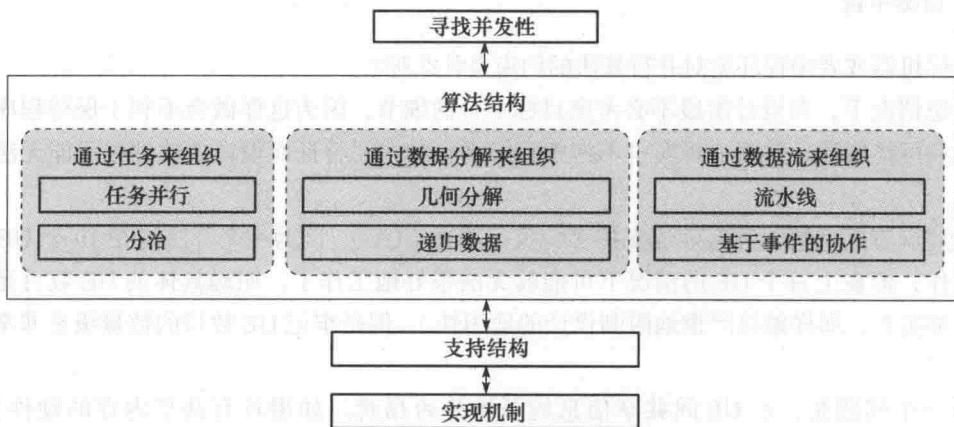 寻找并发性
算法结构
通过任务来组织
任务并行
分治
通过数据分解来组织
几何分解
递归数据
通过数据流来组织
流水线
基于事件的协作
支持结构
实现机制